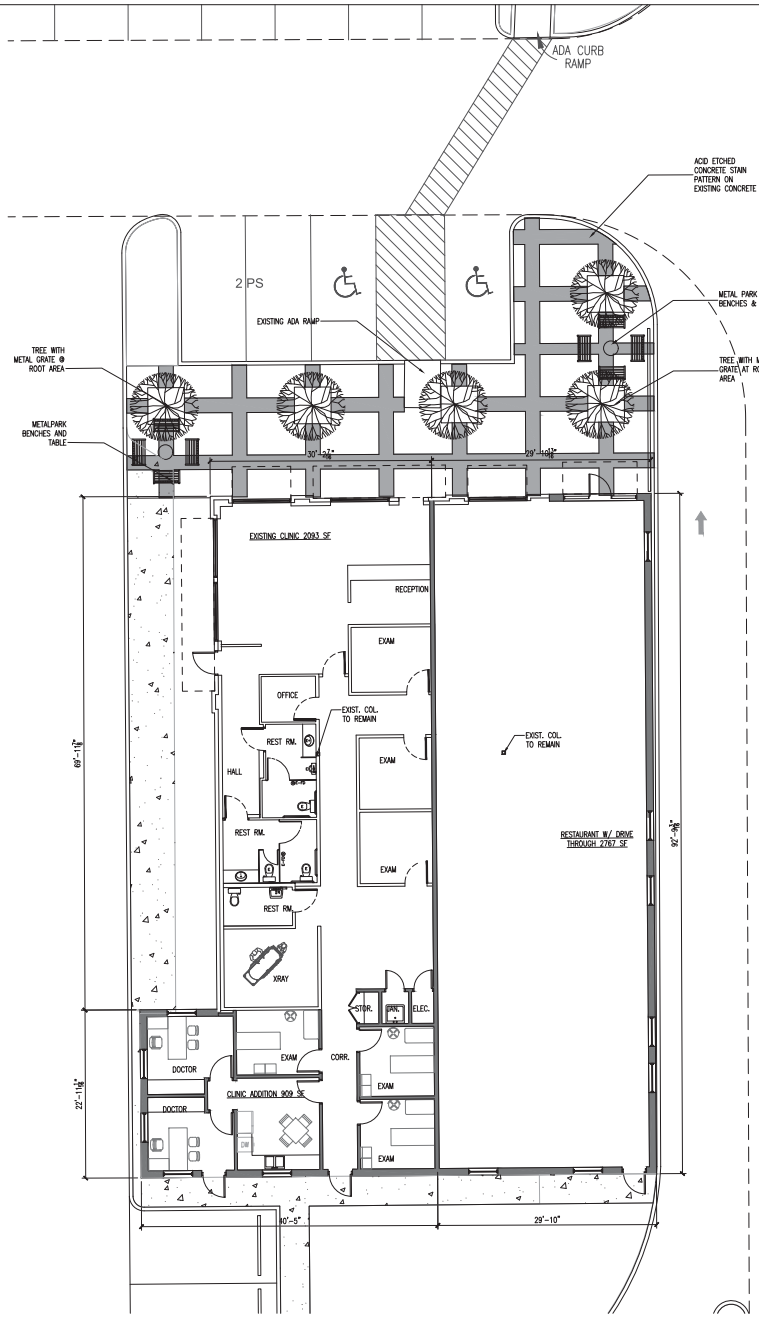 ADA CURB
RAMP
ACID ETCHED
CONCRETE STAIN
PATTERN ON
EXISTING CONCRETE
2 PS
METAL PARK
BENCHES &
EXISTING ADA RAMP
TREE WITH
METAL GRATE @
ROOT AREA
TREE WITH M
GRATE AT RO
AREA
METALPARK
BENCHES AND
TABLE
EXISTING CLINIC 2093 SF
RECEPTION
EXAM
OFFICE
EXIST. COL.
TO REMAIN
REST RM.
EXIST. COL.
TO REMAIN
HALL
EXAM
REST RM.
RESTAURANT W/ DRIVE
THROUGH 2767 SF
EXAM
REST RM.
XRAY
STOR.
JAN.
ELEC.
EXAM
CORR.
DOCTOR
EXAM
CLINIC ADDITION 909 SF
DOCTOR
DW
EXAM
40'-5"
29'-10"